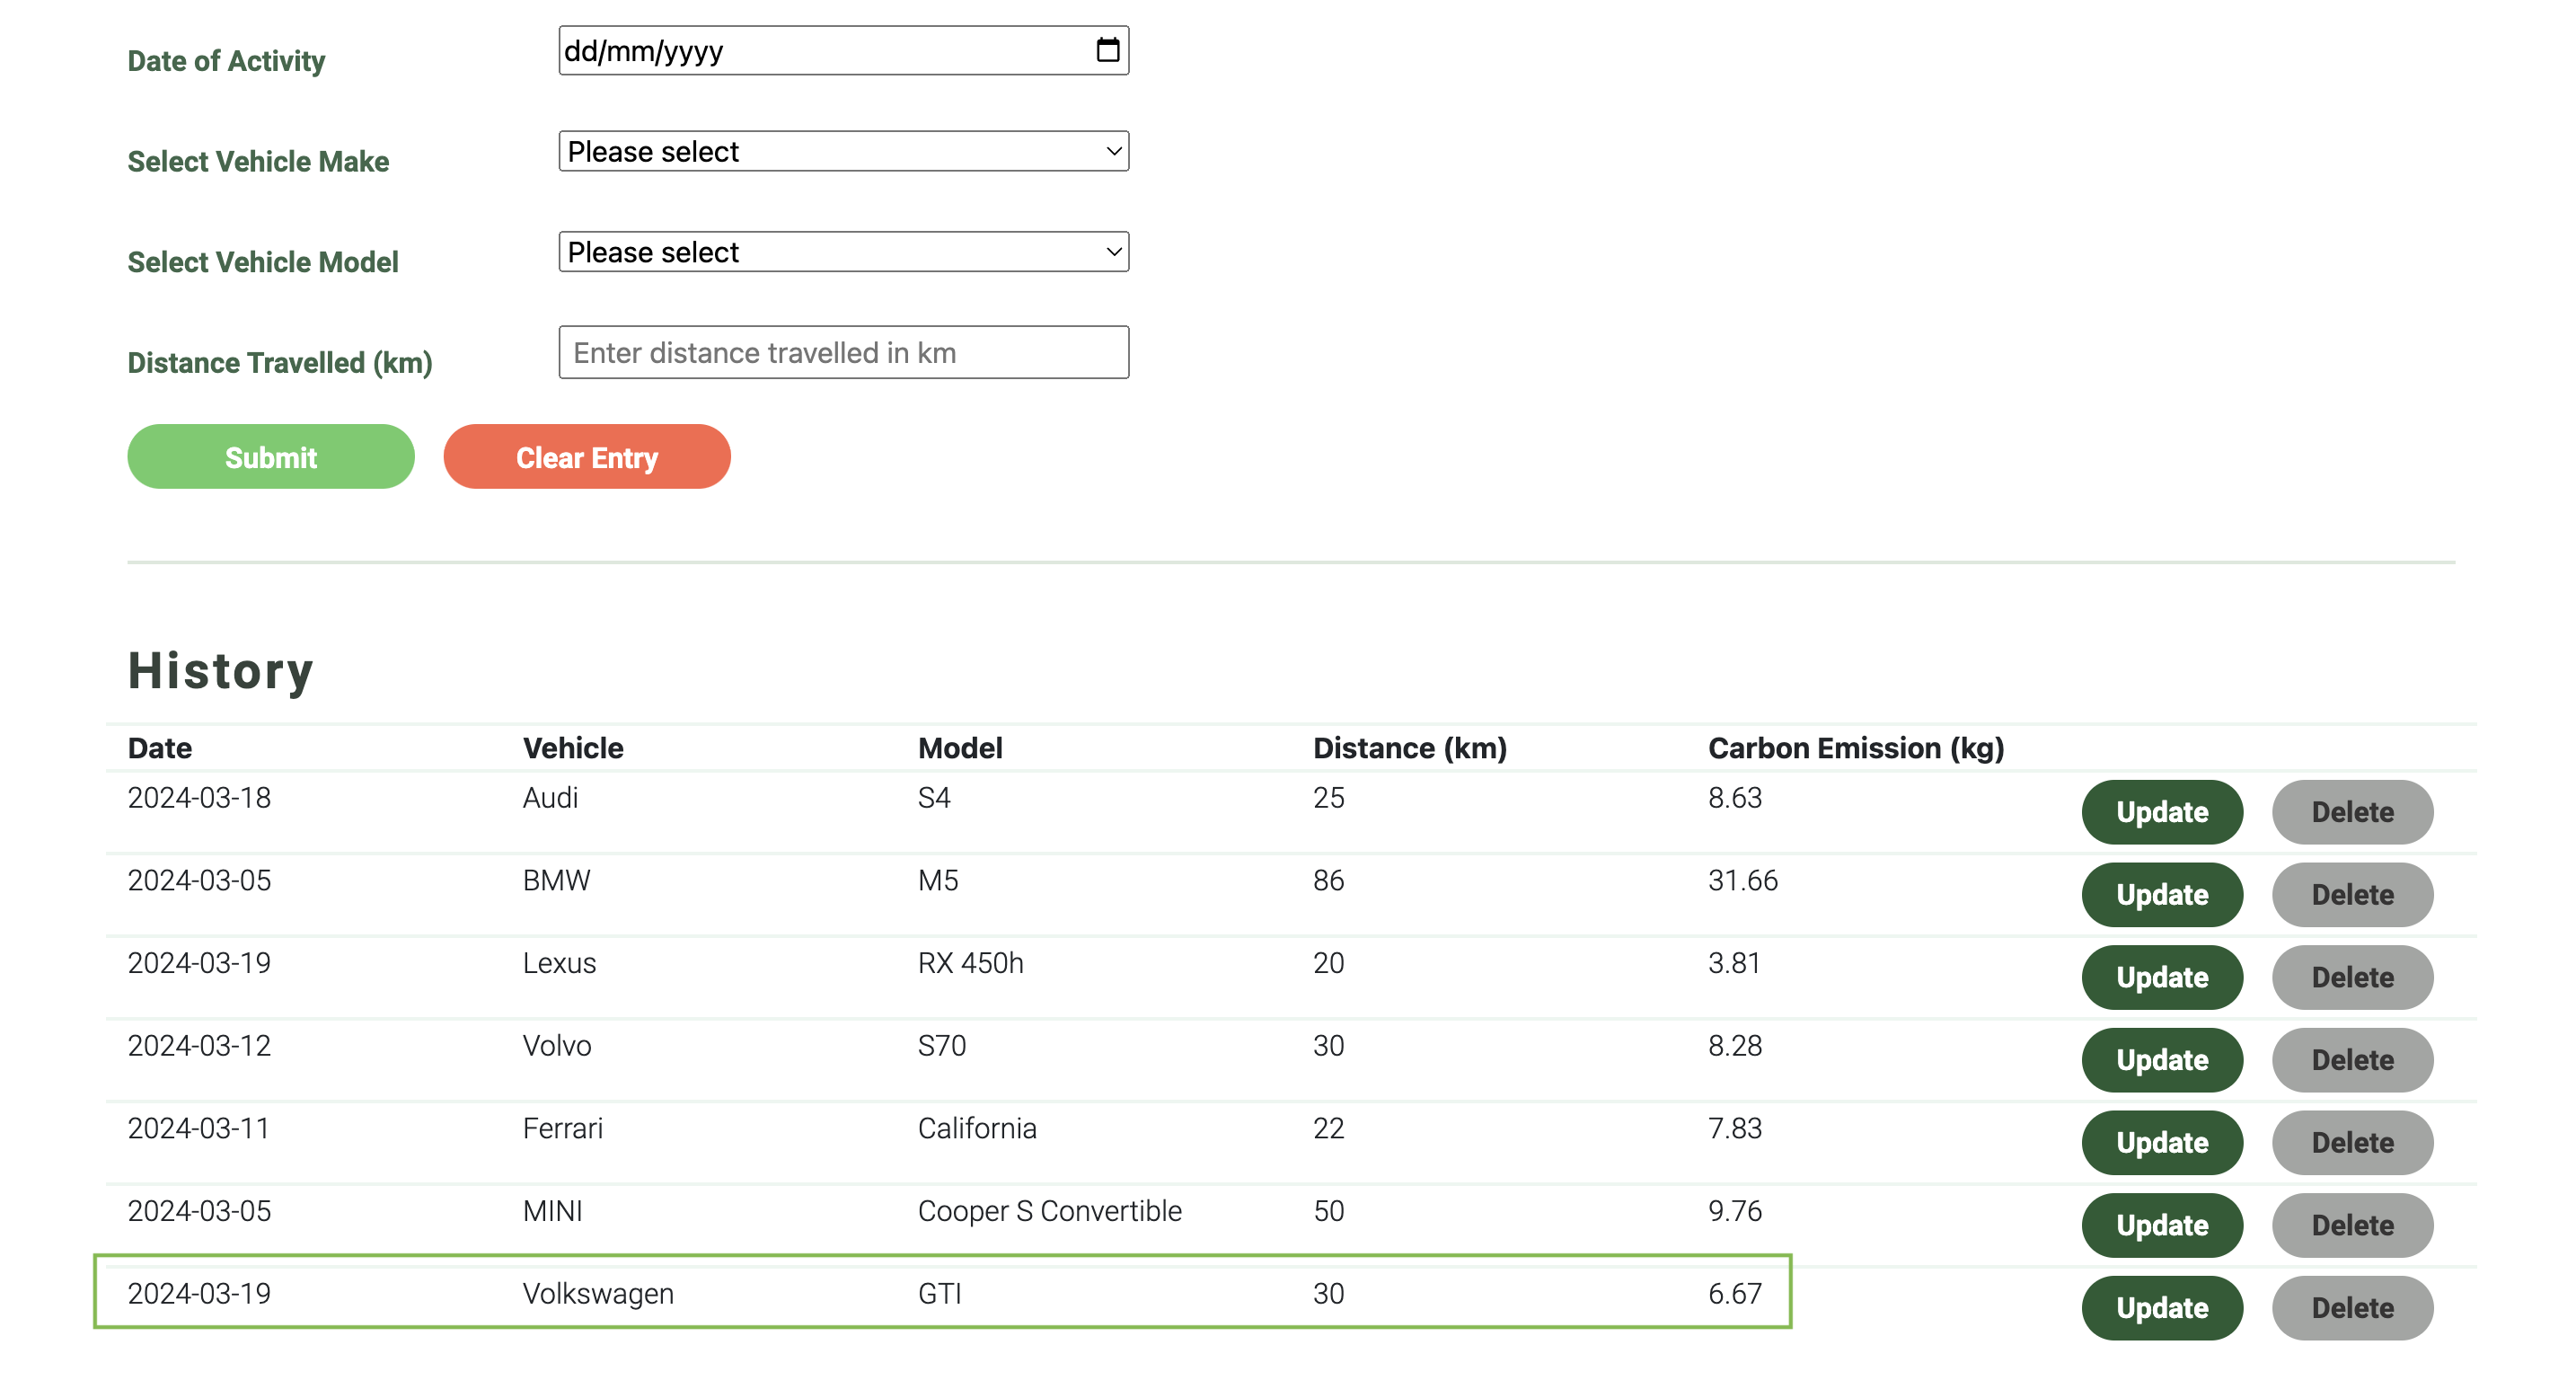 Date of Activity dd/mm/yyyy
Select Vehicle Make Please select
Select Vehicle Model Please select
Distance Travelled (km) Enter distance travelled in km
Submit Clear Entry
History
Date Vehicle Model Distance (km) Carbon Emission (kg)
2024-03-18 Audi S4 25 8.63 Update Delete
2024-03-05 BMW M5 86 31.66 Update Delete
2024-03-19 Lexus RX 450h 20 3.81 Update Delete
2024-03-12 Volvo S70 30 8.28 Update Delete
2024-03-11 Ferrari California 22 7.83 Update Delete
2024-03-05 MINI Cooper S Convertible 50 9.76 Update Delete
2024-03-19 Volkswagen GTI 30 6.67 Update Delete